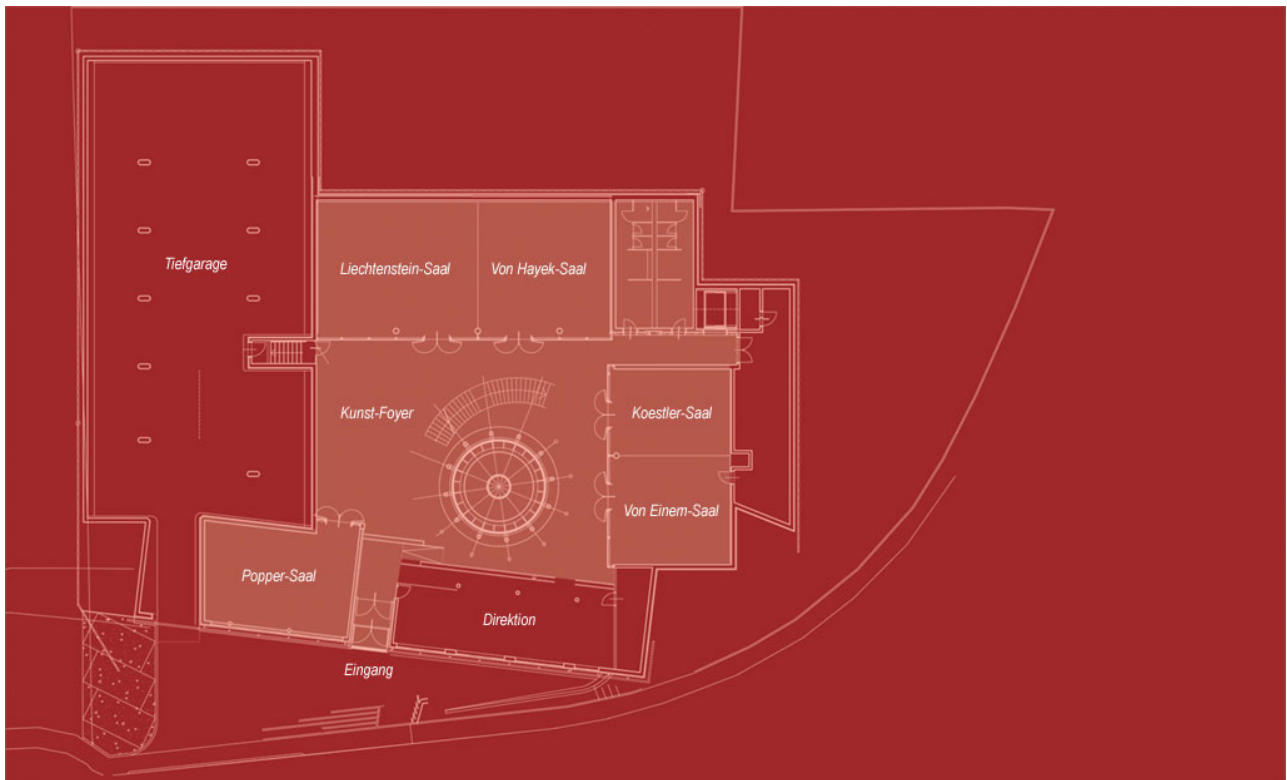 Tiefgarage
Liechtenstein-Saal
Von Hayek-Saal
Kunst-Foyer
Koestler-Saal
Von Einem-Saal
Popper-Saal
Direktion
Eingang